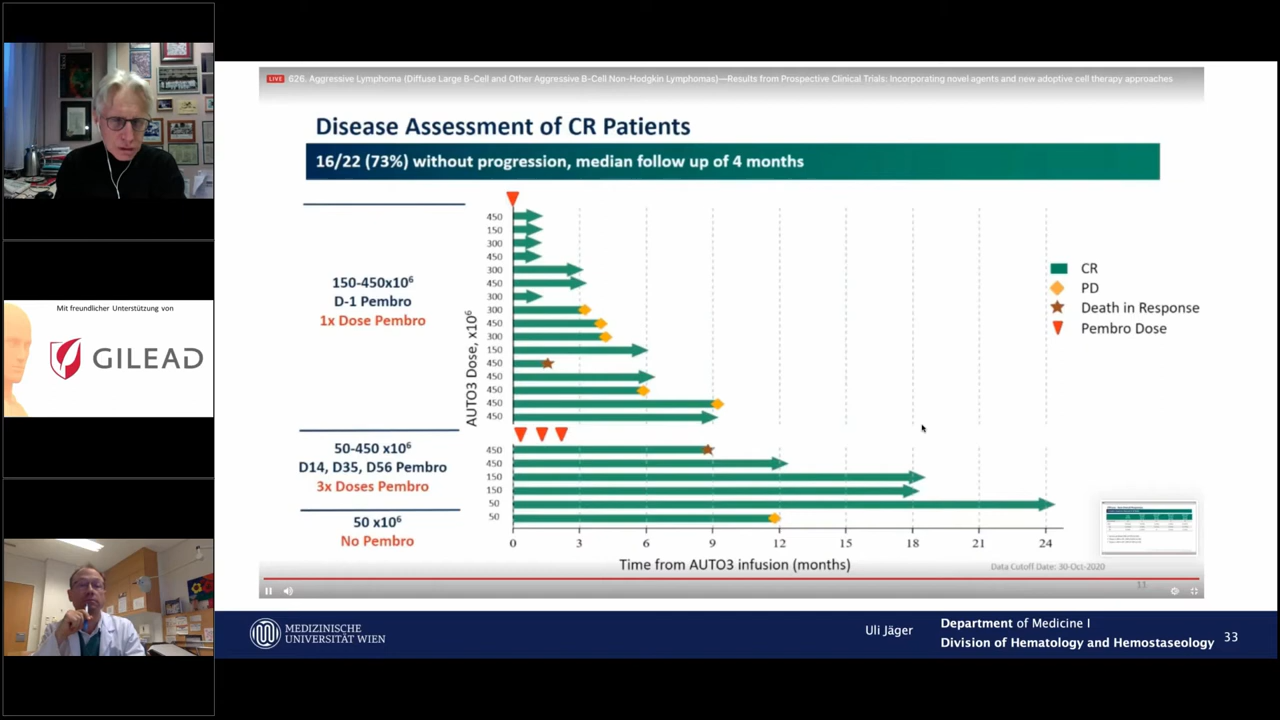 Mit freundlicher Unterstützung von
GILEAD
LIVE 626. Aggressive Lymphoma (Diffuse Large B-Cell and Other Aggressive B-Cell Non-Hodgkin Lymphomas)—Results from Prospective Clinical Trials: Incorporating novel agents and new adoptive cell therapy approaches
Disease Assessment of CR Patients
16/22 (73%) without progression, median follow up of 4 months
150-450x10⁶
D-1 Pembro
1x Dose Pembro
50-450 x10⁶
D14, D35, D56 Pembro
3x Doses Pembro
50 x10⁶
No Pembro
AUTO3 Dose, x10⁶
450
150
300
450
300
450
300
300
450
300
150
450
450
450
450
450
450
450
150
150
50
50
0 3 6 9 12 15 18 21 24
Time from AUTO3 infusion (months)
CR
PD
Death in Response
Pembro Dose
Data Cutoff Date: 30-Oct-2020
11
MEDIZINISCHE
UNIVERSITÄT WIEN
Uli Jäger
Department of Medicine I
Division of Hematology and Hemostaseology
33